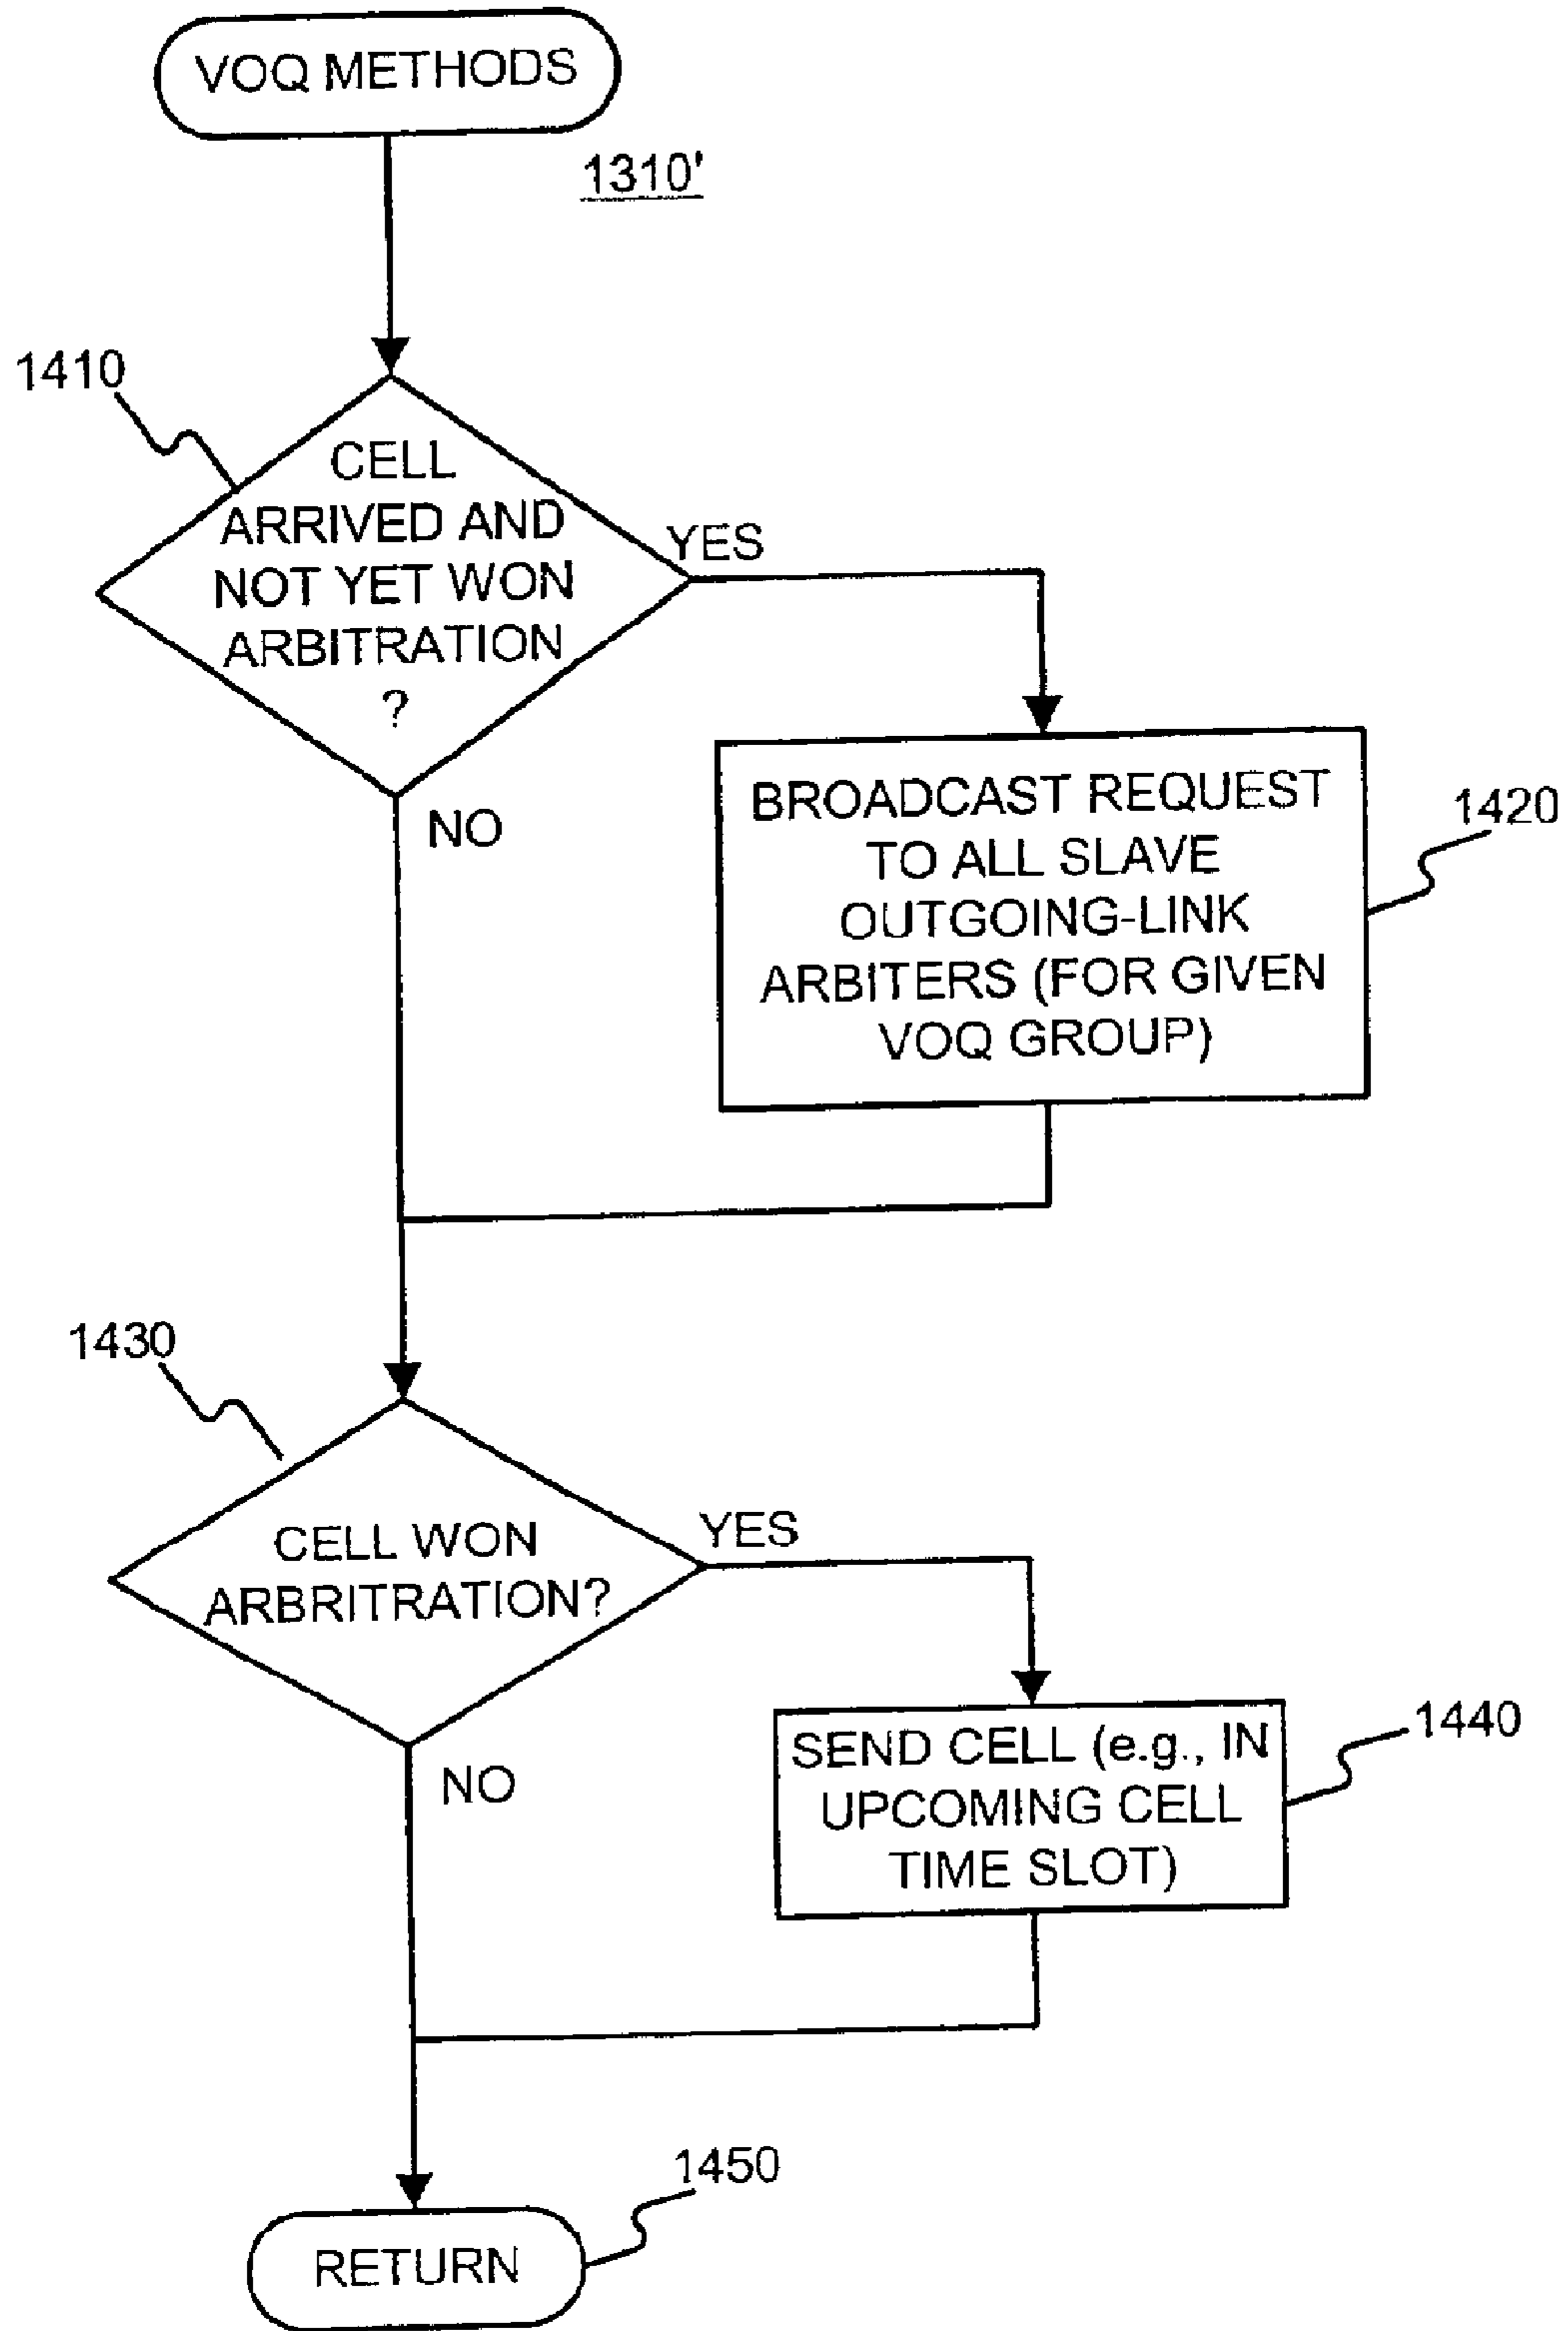 VOQ METHODS
1310'
1410
CELL
ARRIVED AND
NOT YET WON
ARBITRATION
?
YES
NO
BROADCAST REQUEST
TO ALL SLAVE
OUTGOING-LINK
ARBITERS (FOR GIVEN
VOQ GROUP)
1420
1430
CELL WON
ARBRITRATION?
YES
NO
SEND CELL (e.g., IN
UPCOMING CELL
TIME SLOT)
1440
1450
RETURN